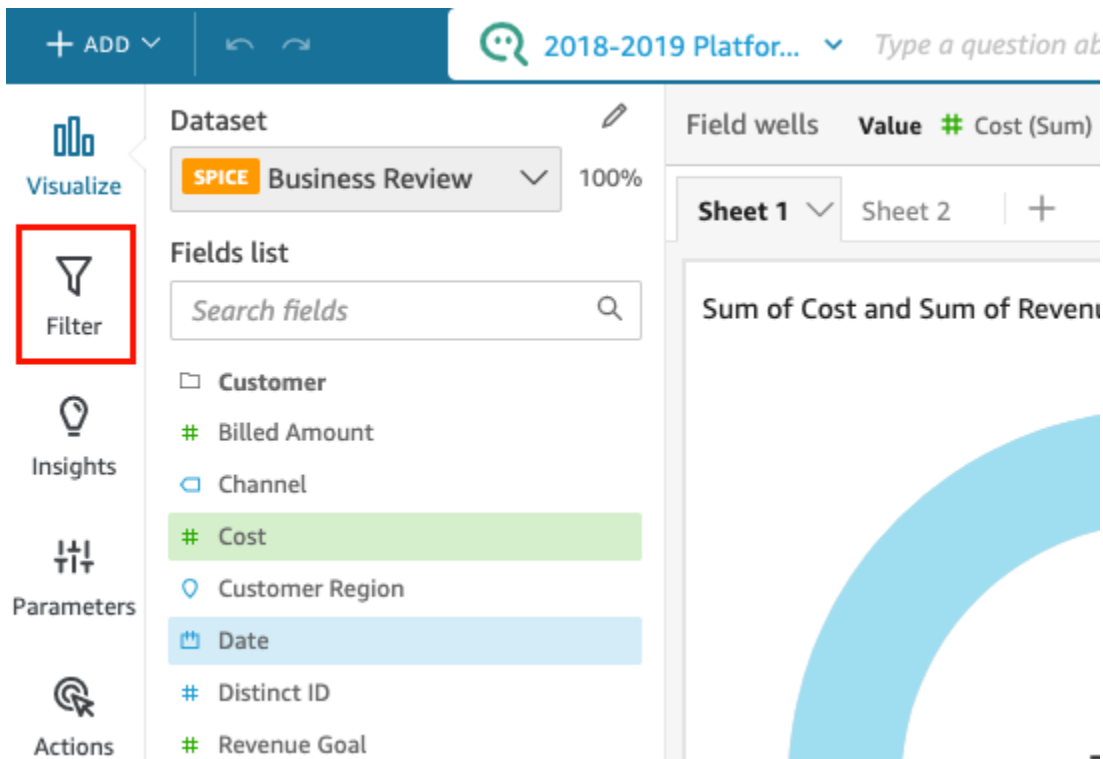 ADD
2018-2019 Platfor...
Type a question ab
Visualize
Filter
Insights
Parameters
Actions
Dataset
SPICE Business Review 100%
Fields list
Search fields
Customer
# Billed Amount
Channel
# Cost
Customer Region
Date
# Distinct ID
# Revenue Goal
Field wells Value # Cost (Sum)
Sheet 1 Sheet 2 +
Sum of Cost and Sum of Revenu